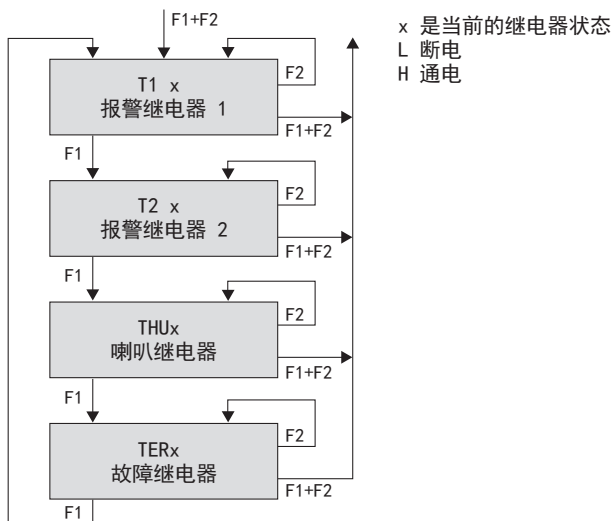 F1+F2
x 是当前的继电器状态
L 断电
H 通电
T1 x
报警继电器 1
F2
F1+F2
F1
T2 x
报警继电器 2
F2
F1+F2
F1
THUx
喇叭继电器
F2
F1+F2
F1
TERx
故障继电器
F2
F1+F2
F1